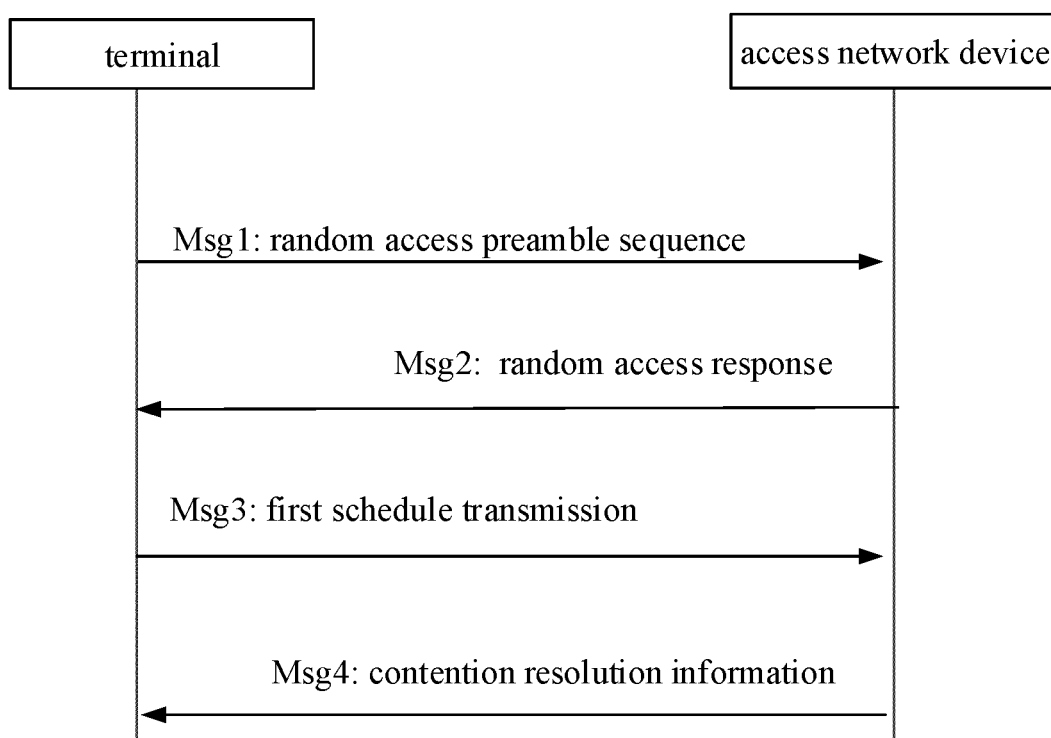 terminal
access network device
Msg1: random access preamble sequence
Msg2: random access response
Msg3: first schedule transmission
Msg4: contention resolution information